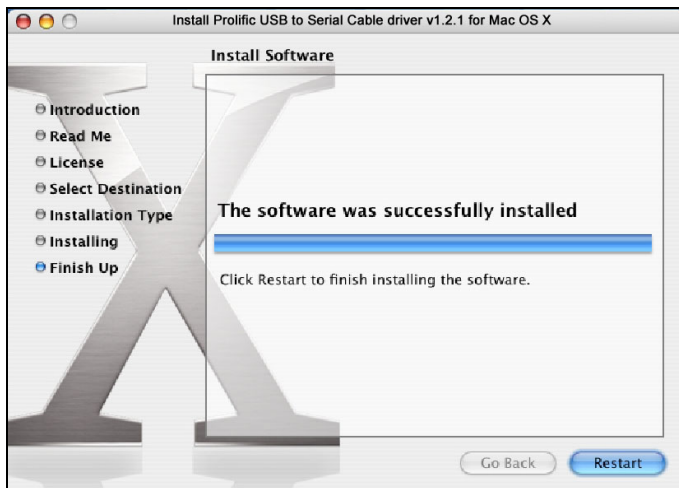 Install Prolific USB to Serial Cable driver v1.2.1 for Mac OS X
Install Software
Introduction
Read Me
License
Select Destination
Installation Type
Installing
Finish Up
The software was successfully installed
Click Restart to finish installing the software.
Go Back
Restart